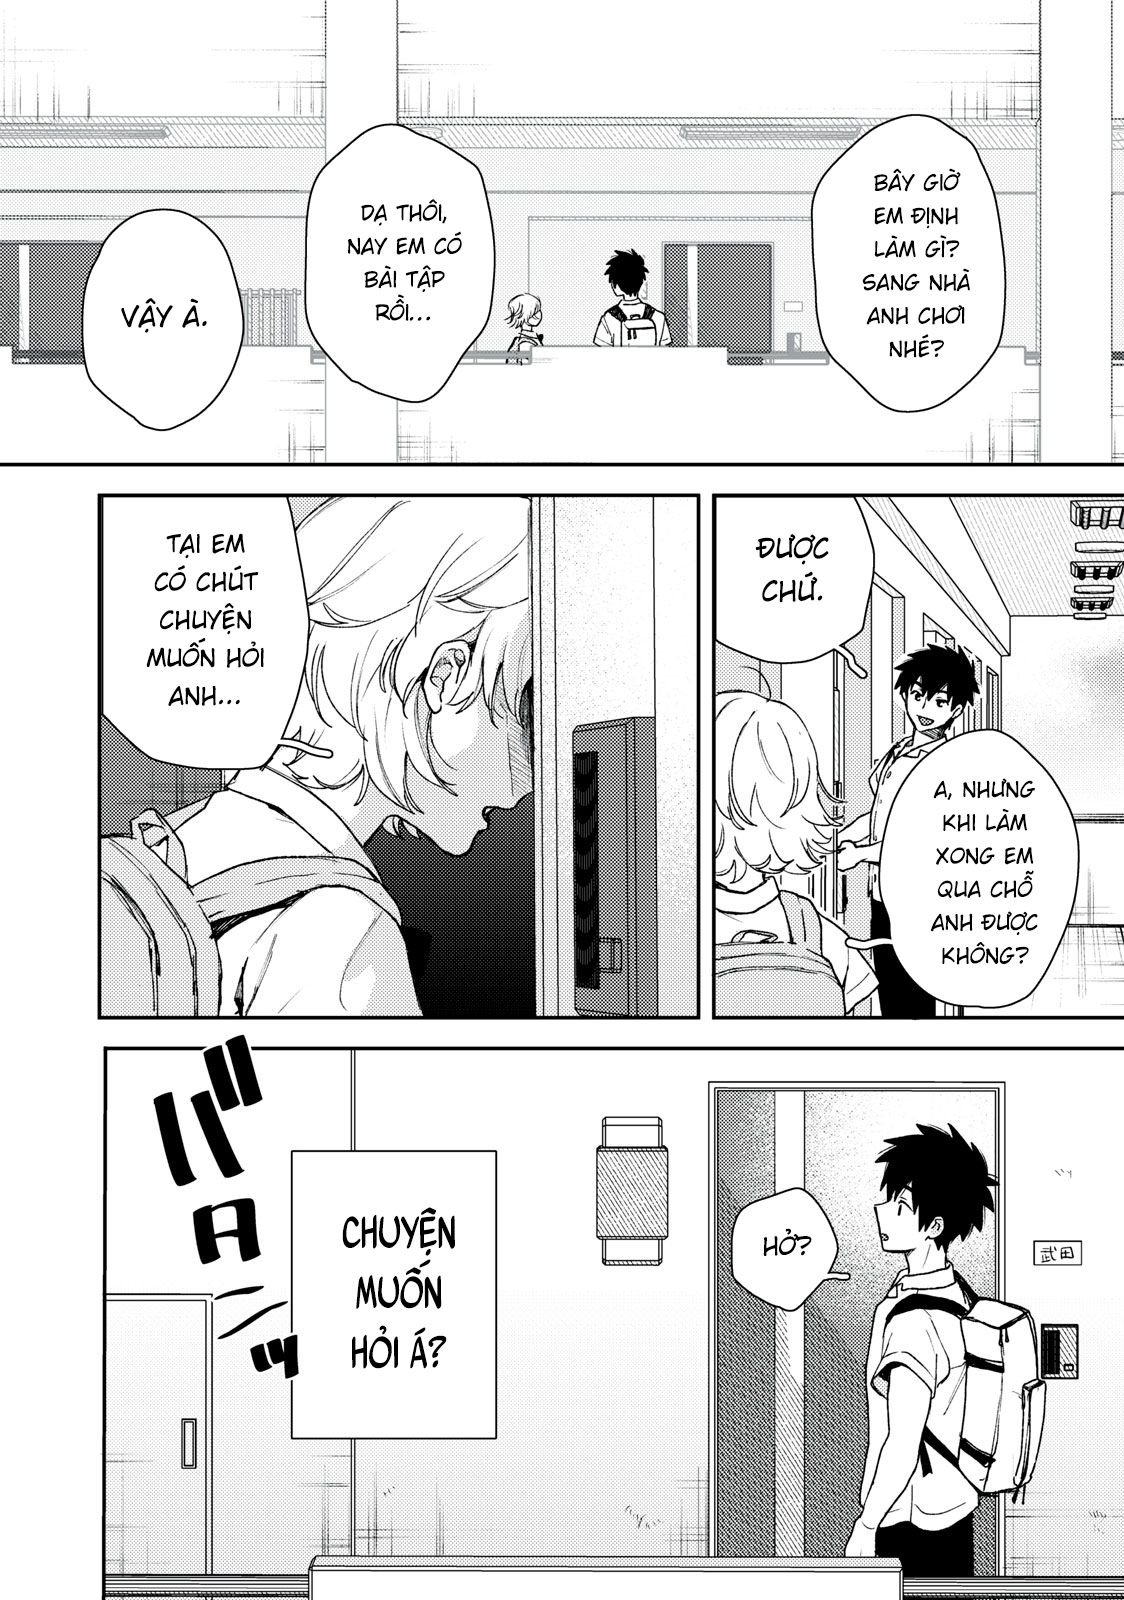 BÂY GIỜ
EM ĐỊNH
LÀM GÌ?
SANG NHÀ
ANH CHƠI
NHÉ?
DẠ THÔI,
NAY EM CÓ
BÀI TẬP
RỒI...
VẬY À.
ĐƯỢC
CHỨ.
A, NHƯNG
KHI LÀM
XONG EM
QUA CHỖ
ANH ĐƯỢC
KHÔNG?
TẠI EM
CÓ CHÚT
CHUYỆN
MUỐN HỎI
ANH...
HỞ?
武田
CHUYỆN
MUỐN
HỎI Á?
バタンッ